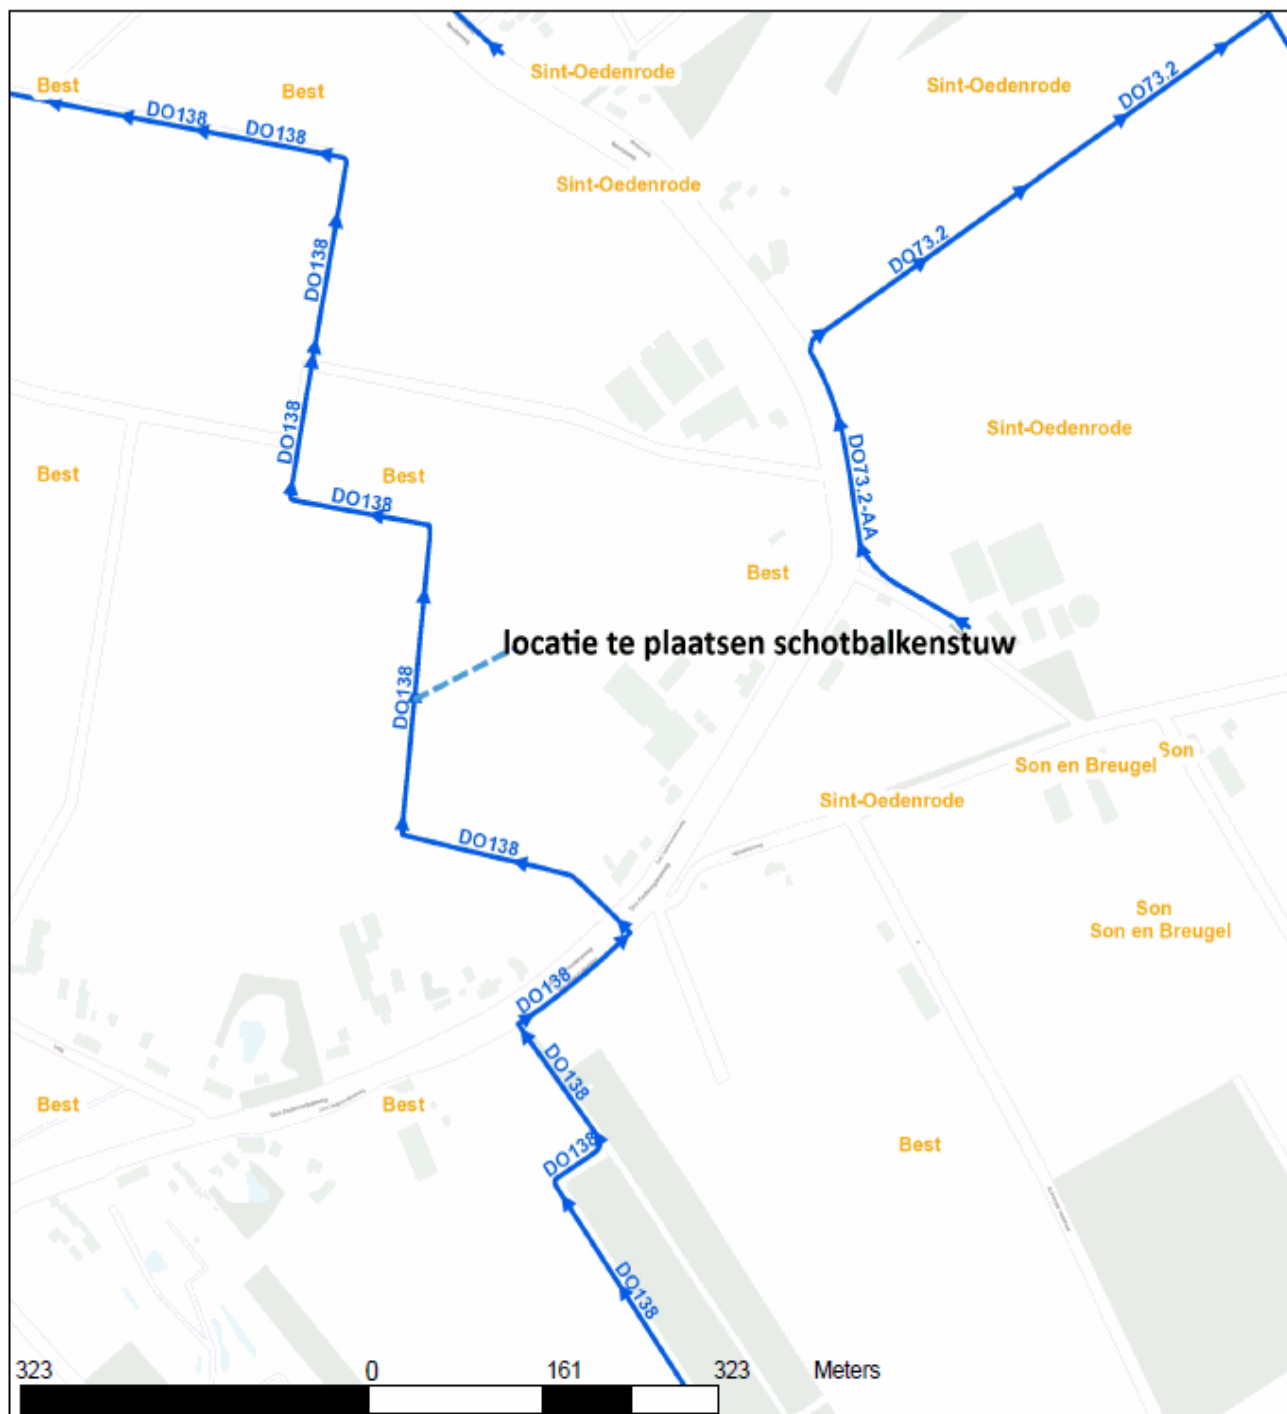 Sint-Oedenrode
Best
Best
Sint-Oedenrode
DO73.2
DO138
DO138
Sint-Oedenrode
DO73.2
DO138
DO138
Sint-Oedenrode
DO73.2-AA
Best
Best
DO138
Best
locatie te plaatsen schotbalkenstuw
DO138
Son
Son en Breugel
Sint-Oedenrode
DO138
Son
Son en Breugel
DO138
DO138
Best
Best
Best
DO138
DO138
323
0
161
323
Meters